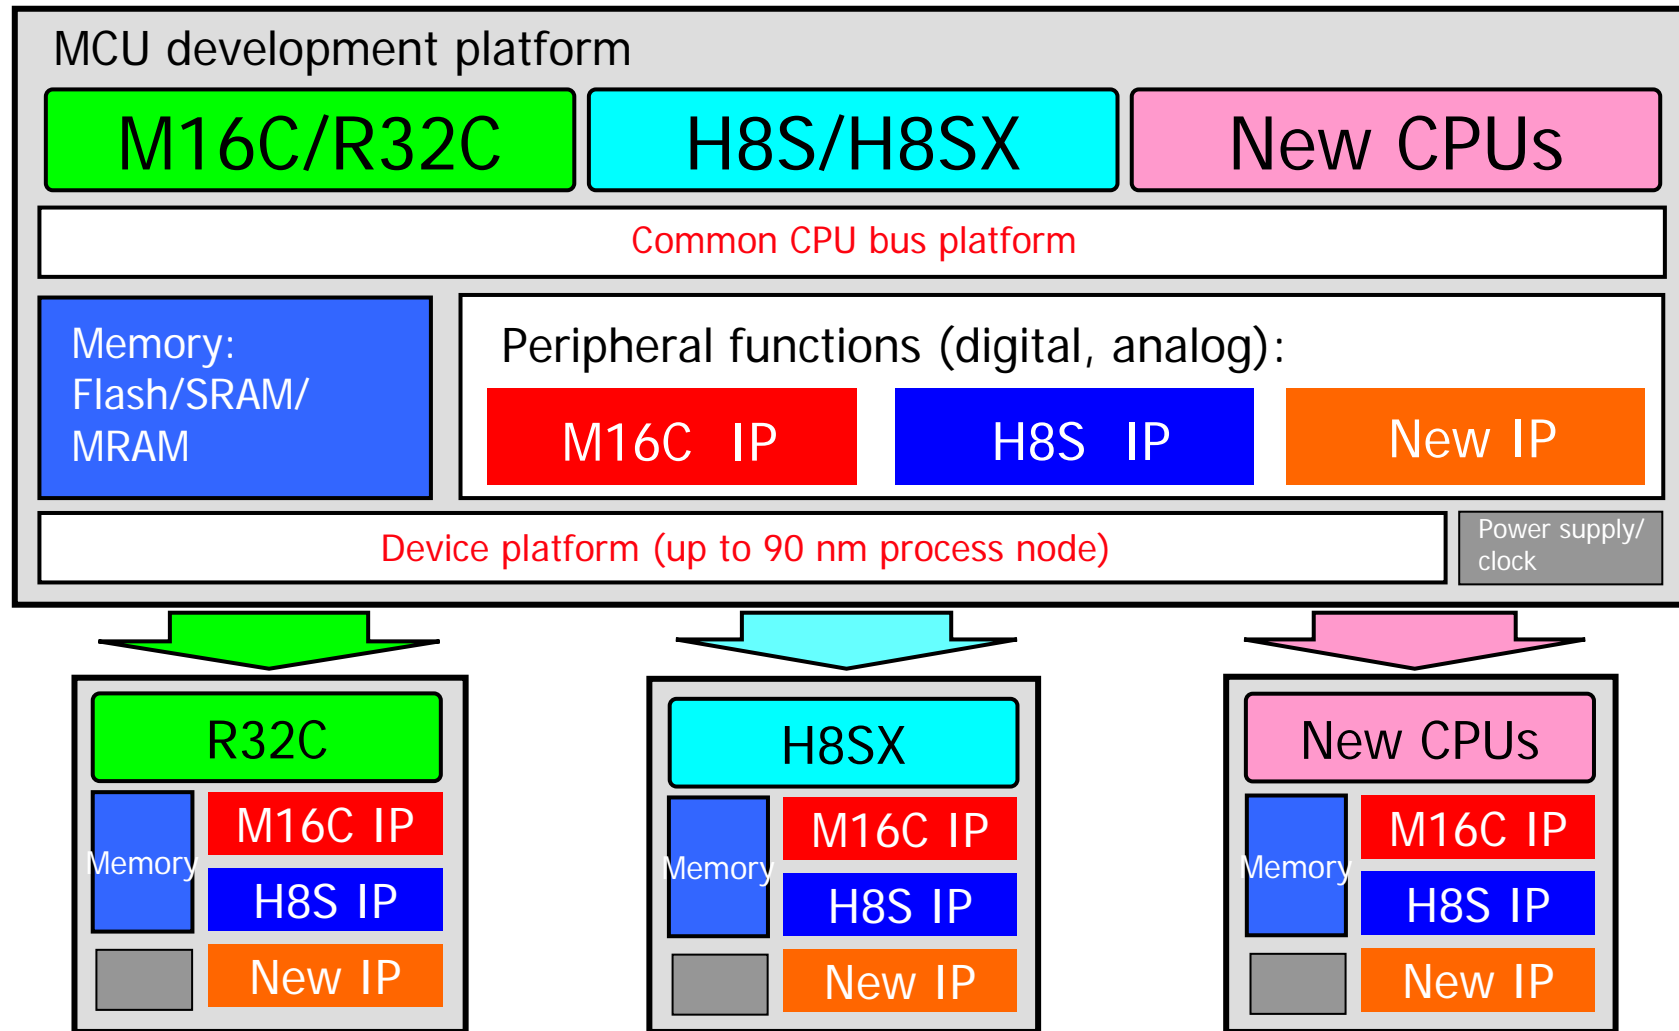 MCU development platform
M16C/R32C
H8S/H8SX
New CPUs
Common CPU bus platform
Memory:
Flash/SRAM/
MRAM
Peripheral functions (digital, analog):
M16C IP
H8S IP
New IP
Device platform (up to 90 nm process node)
Power supply/
clock
R32C
Memory
M16C IP
H8S IP
New IP
H8SX
Memory
M16C IP
H8S IP
New IP
New CPUs
Memory
M16C IP
H8S IP
New IP